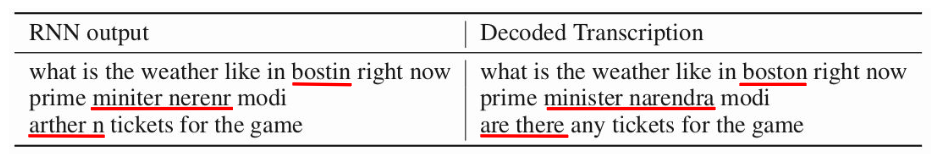 RNN output Decoded Transcription
what is the weather like in bostin right now what is the weather like in boston right now
prime miniter nerenr modi prime minister narendra modi
arther n tickets for the game are there any tickets for the game